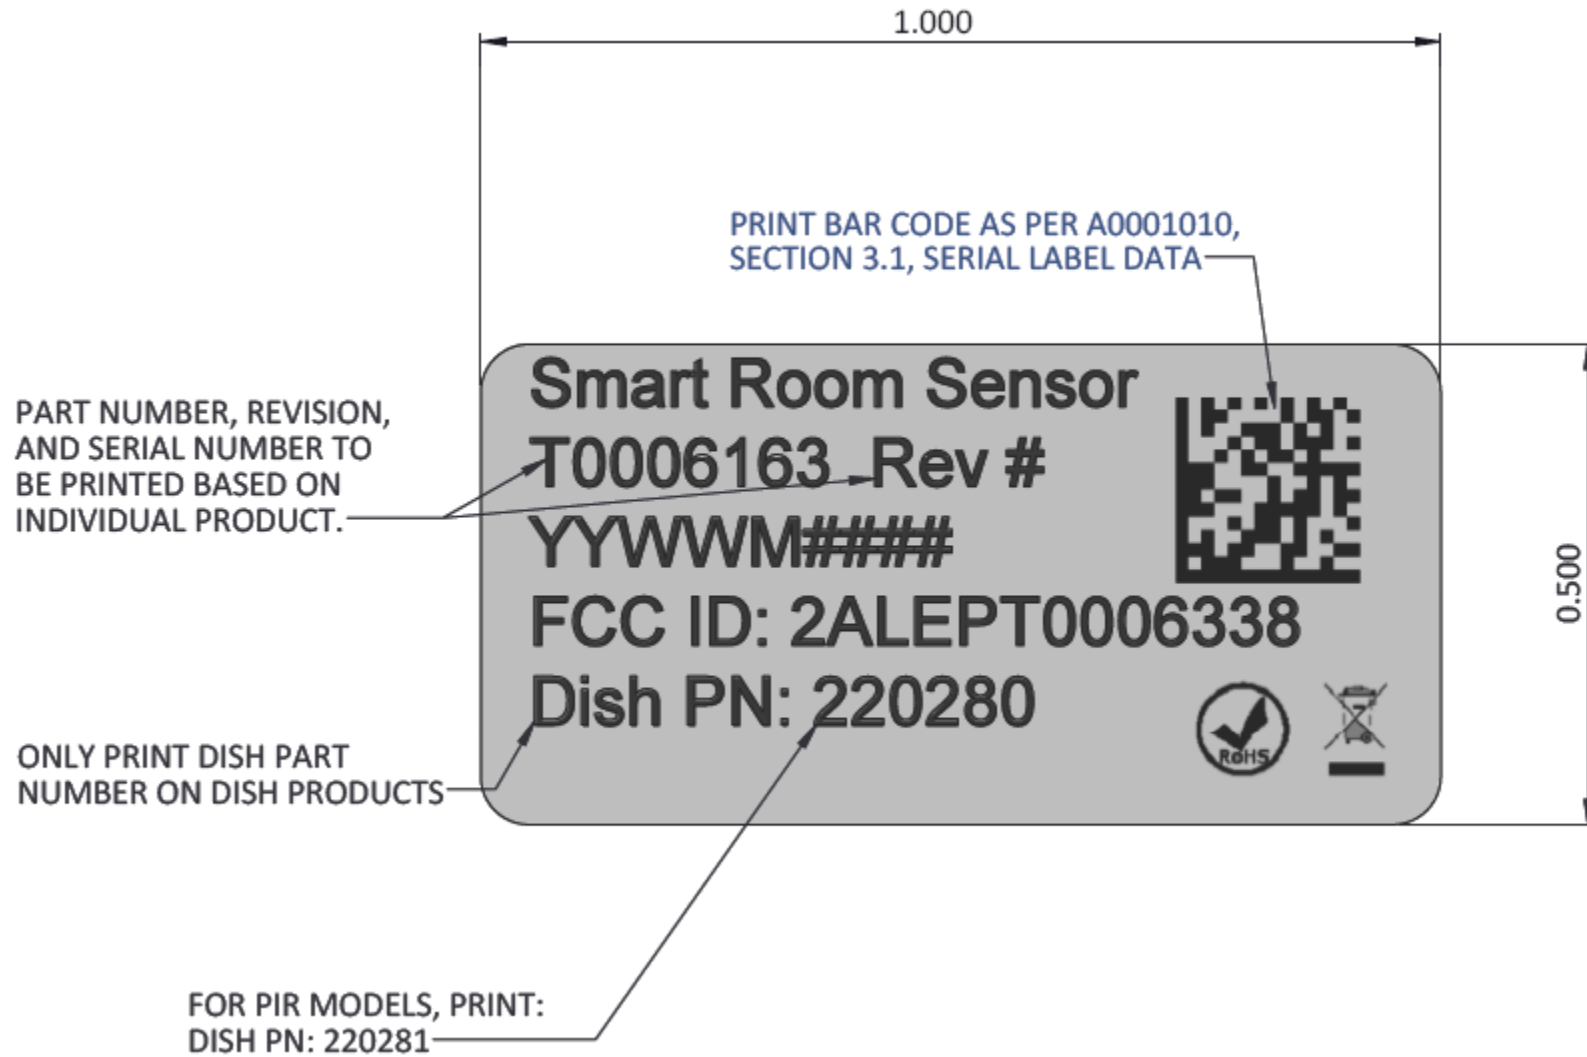 1.000
PRINT BAR CODE AS PER A0001010,
SECTION 3.1, SERIAL LABEL DATA
PART NUMBER, REVISION,
AND SERIAL NUMBER TO
BE PRINTED BASED ON
INDIVIDUAL PRODUCT.
Smart Room Sensor
T0006163 Rev #
YYWWM####
FCC ID: 2ALEPT0006338
Dish PN: 220280
RoHS
0.500
ONLY PRINT DISH PART
NUMBER ON DISH PRODUCTS
FOR PIR MODELS, PRINT:
DISH PN: 220281